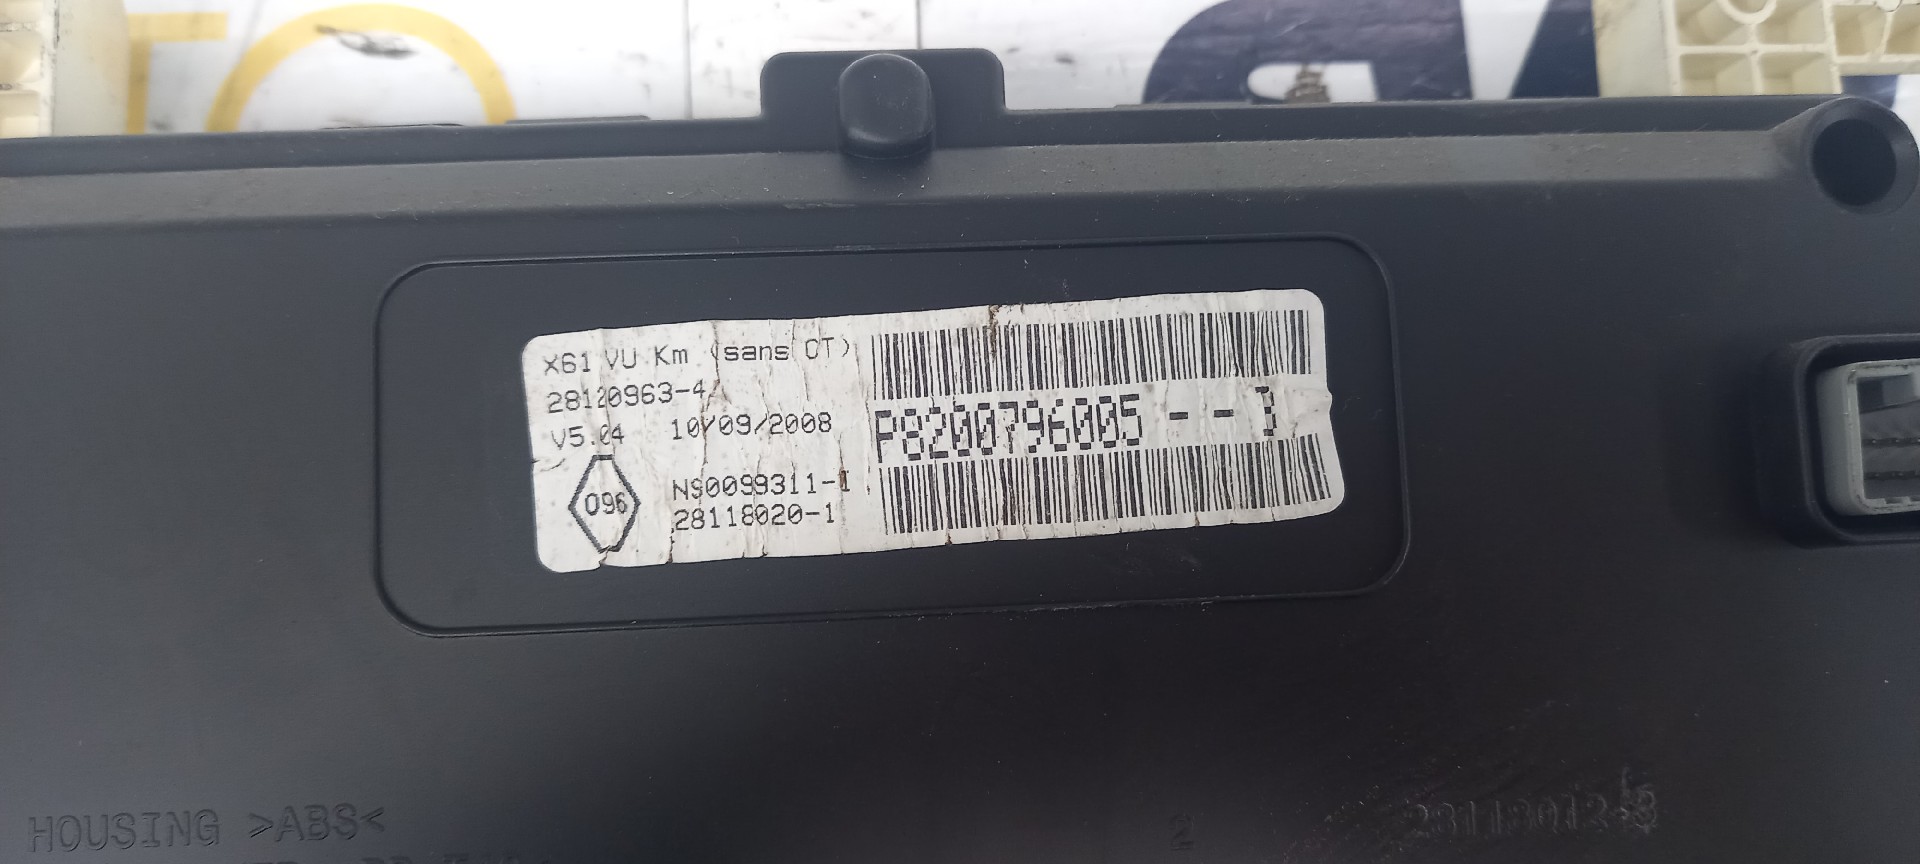 X61 VU Km (sans CT)
28120963-4
V5.04 10/09/2008
096
NS0099311-1
28118020-1
P8200796005 - -
HOUSING >ABS<
2